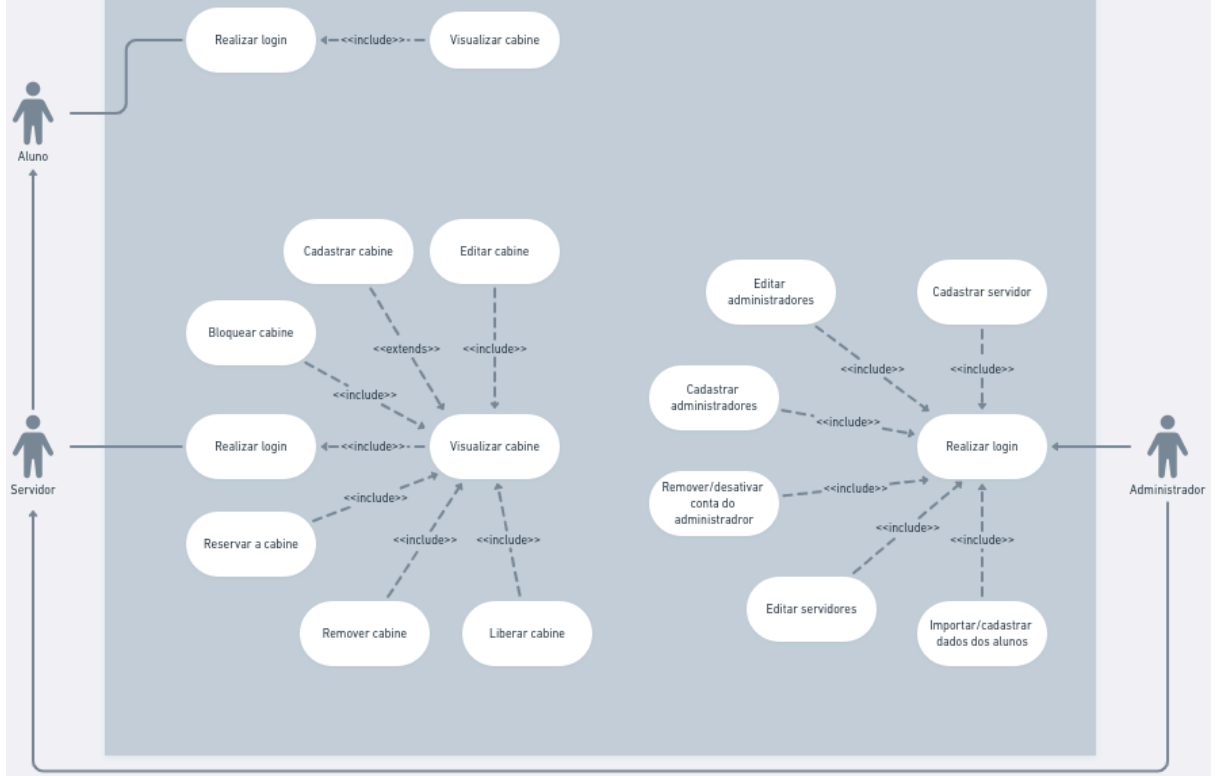 Realizar login
<<include>>
Visualizar cabine
Aluno
Cadastrar cabine
Editar cabine
Editar
administradores
Cadastrar servidor
Bloquear cabine
<<extends>>
<<include>>
<<include>>
<<include>>
<<include>>
Cadastrar
administradores
<<include>>
Realizar login
<<include>>
Visualizar cabine
Realizar login
Servidor
Administrador
<<include>>
Remover/desativar
conta do
administradror
<<include>>
Reservar a cabine
<<include>>
<<include>>
<<include>>
<<include>>
Editar servidores
Remover cabine
Liberar cabine
Importar/cadastrar
dados dos alunos